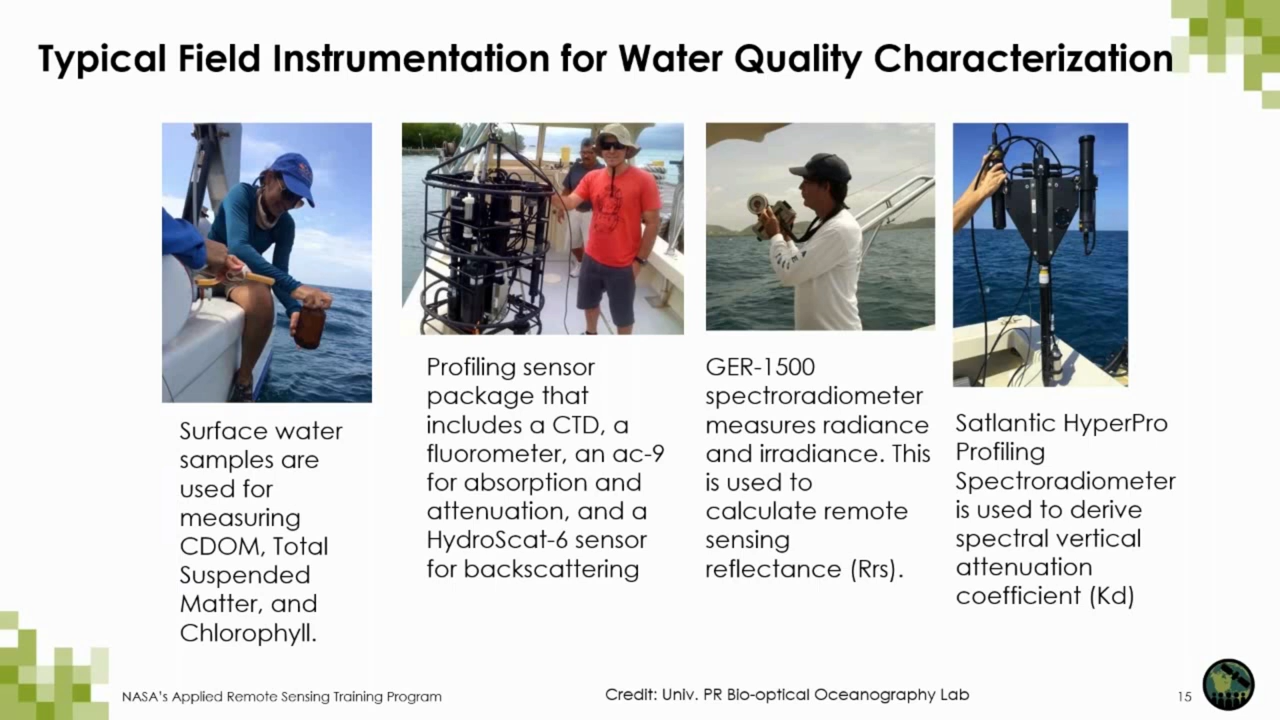 Typical Field Instrumentation for Water Quality Characterization
Surface water
samples are
used for
measuring
CDOM, Total
Suspended
Matter, and
Chlorophyll.
Profiling sensor
package that
includes a CTD, a
fluorometer, an ac-9
for absorption and
attenuation, and a
HydroScat-6 sensor
for backscattering
GER-1500
spectroradiometer
measures radiance
and irradiance. This
is used to
calculate remote
sensing
reflectance (Rrs).
Satlantic HyperPro
Profiling
Spectroradiometer
is used to derive
spectral vertical
attenuation
coefficient (Kd)
NASA's Applied Remote Sensing Training Program
Credit: Univ. PR Bio-optical Oceanography Lab
15